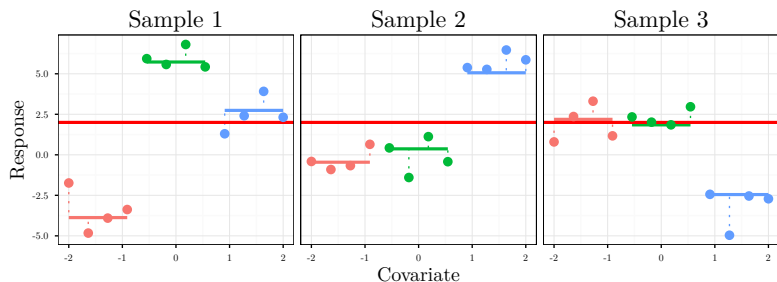 Sample 1
Sample 2
Sample 3
Response
5.0
2.5
0.0
-2.5
-5.0
-2 -1 0 1 2
-2 -1 0 1 2
-2 -1 0 1 2
Covariate